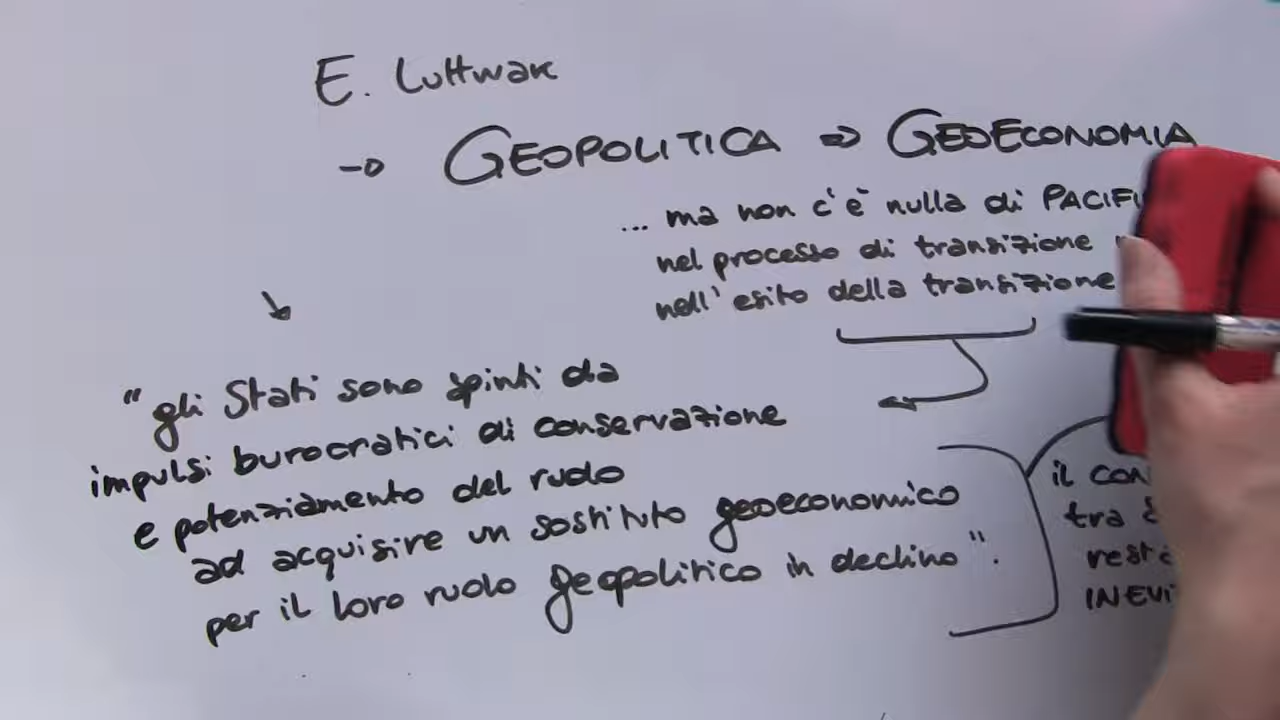 E. Luttwak
→ GEOPOLITICA ⇒ GEOECONOMIA
... ma non c'è nulla di
nel processo di transizione
nell'esito della transizione
"gli Stati sono spinti da
impulsi burocratici di conservazione
e potenziamento del ruolo
ad acquisire un sostituto geoeconomico
per il loro ruolo geopolitico in declino".
il
tra